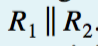 R₁ ∥ R₂.